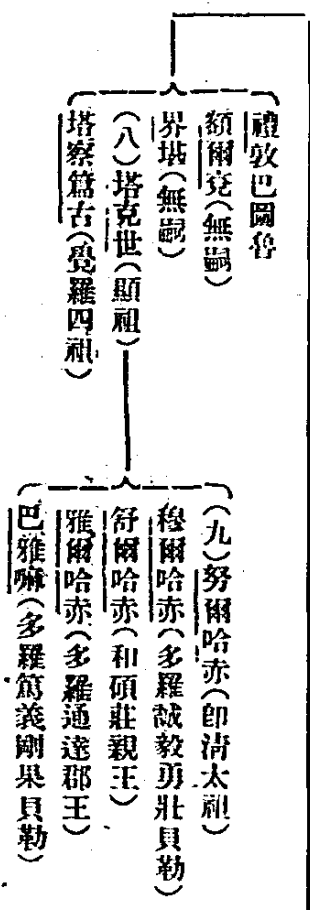 禮敦巴圖魯
額爾兗(無嗣)
界堪(無嗣)
(八)塔克世(顯祖)
塔察篇古(覺羅四祖)
(九)努爾哈赤(卽淸太祖)
穆爾哈赤(多羅誠毅勇壯貝勒)
舒爾哈赤(和碩莊親王)
雅爾哈赤(多羅通達郡王)
巴雅喇(多羅篤義剛果貝勒)